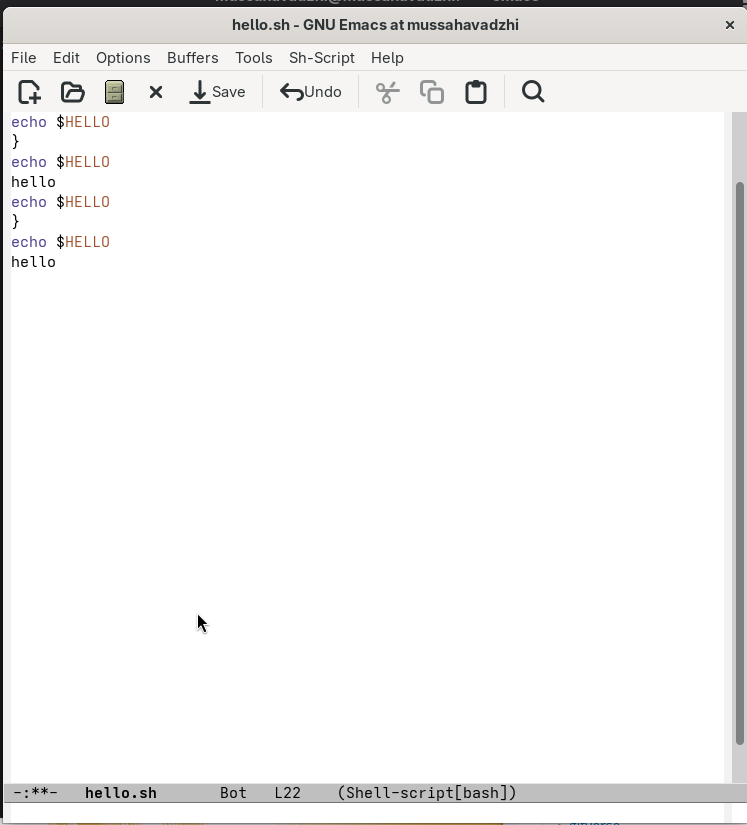 hello.sh - GNU Emacs at mussahavadzhi
File Edit Options Buffers Tools Sh-Script Help
Save Undo
echo $HELLO
}
echo $HELLO
hello
echo $HELLO
}
echo $HELLO
hello
-:**- hello.sh Bot L22 (Shell-script[bash])